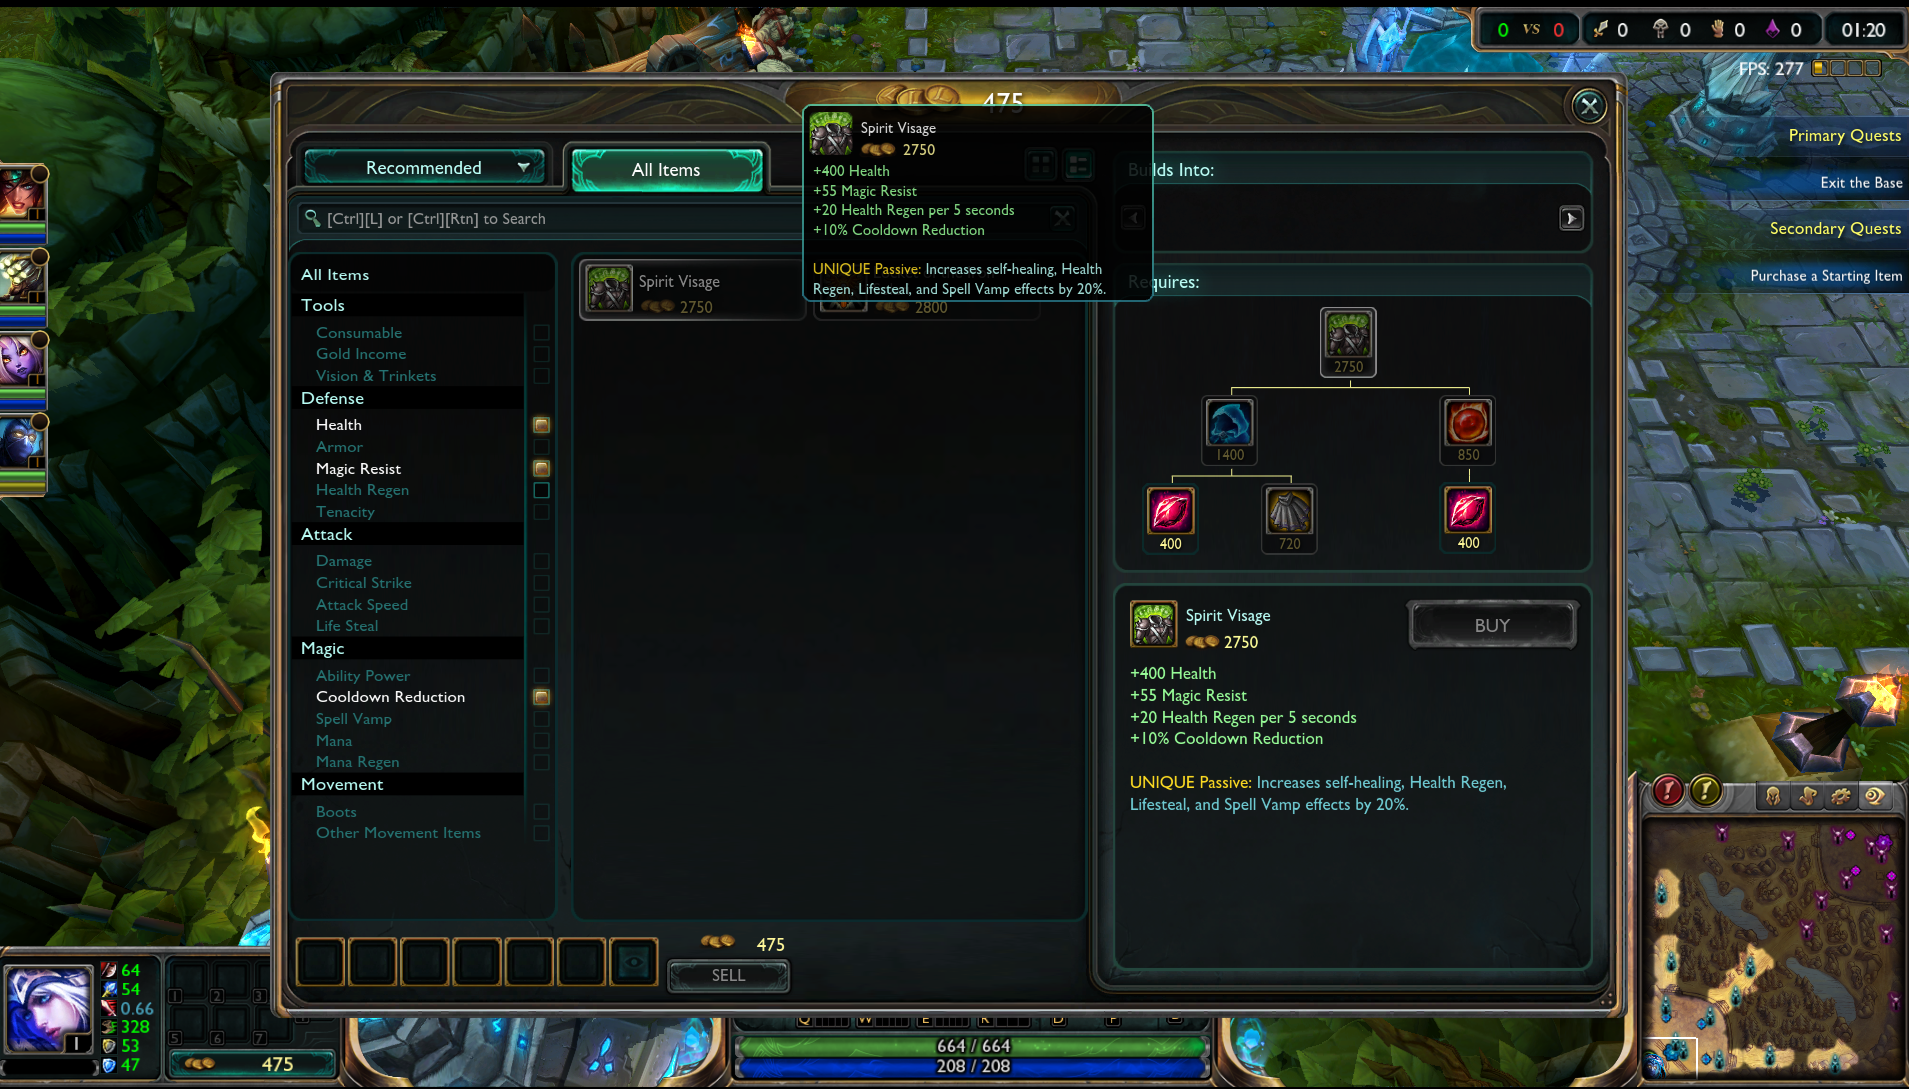 0 VS 0 0 0 0 0 01:20
FPS: 277
475
Primary Quests
Exit the Base
Secondary Quests
Purchase a Starting Item
Recommended
All Items
[Ctrl][L] or [Ctrl][Rtn] to Search
Spirit Visage
2750
+400 Health
+55 Magic Resist
+20 Health Regen per 5 seconds
+10% Cooldown Reduction
UNIQUE Passive: Increases self-healing, Health
Regen, Lifesteal, and Spell Vamp effects by 20%.
All Items
Tools
Consumable
Gold Income
Vision & Trinkets
Defense
Health
Armor
Magic Resist
Health Regen
Tenacity
Attack
Damage
Critical Strike
Attack Speed
Life Steal
Magic
Ability Power
Cooldown Reduction
Spell Vamp
Mana
Mana Regen
Movement
Boots
Other Movement Items
Spirit Visage
2750
2800
Builds Into:
Requires:
2750
1400
850
400
720
400
Spirit Visage
2750
BUY
+400 Health
+55 Magic Resist
+20 Health Regen per 5 seconds
+10% Cooldown Reduction
UNIQUE Passive: Increases self-healing, Health Regen,
Lifesteal, and Spell Vamp effects by 20%.
475
SELL
64
54
0.66
328
53
47
1
1 2 3
5 6 7
475
Q W E R D F
664 / 664
208 / 208